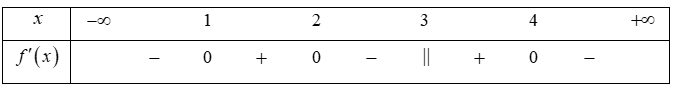 x −∞ 1 2 3 4 +∞
f′(x) − 0 + 0 − || + 0 −